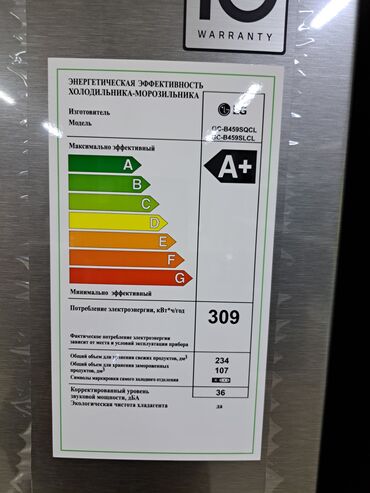 10
WARRANTY
ЭНЕРГЕТИЧЕСКАЯ ЭФФЕКТИВНОСТЬ
ХОЛОДИЛЬНИКА-МОРОЗИЛЬНИКА
Изготовитель LG
Модель GC-B459SQCL
GC-B459SLCL
Максимально эффективный
A
B
C
D
E
F
G
A+
Минимально эффективный
Потребление электроэнергии, кВт*ч/год 309
Фактическое потребление электроэнергии
зависит от места и условий эксплуатации прибора
Общий объем для хранения свежих продуктов, дм³ 234
Общий объем для хранения замороженных
продуктов, дм³ 107
Символы маркировки самого холодного отделения
Корректированный уровень
звуковой мощности, дБА 36
Экологическая чистота хладагента да